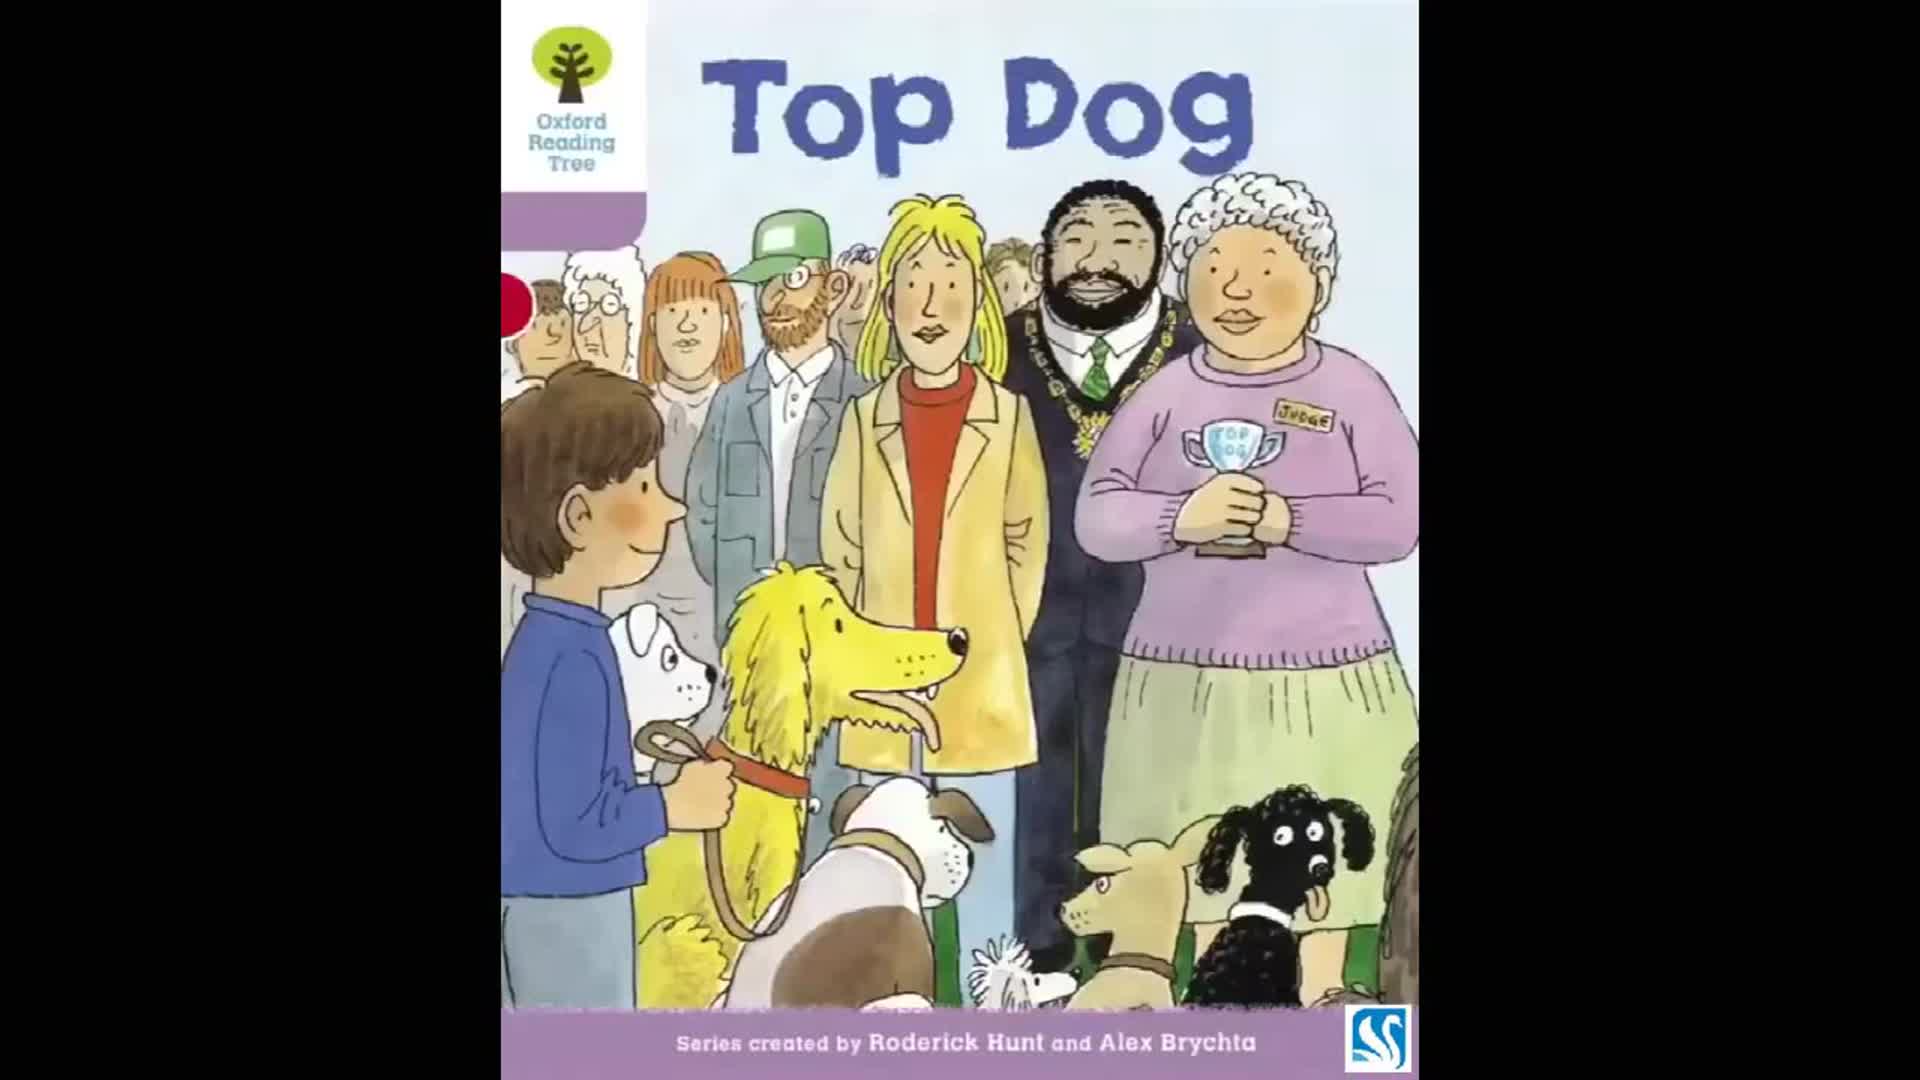 Top Dog
Oxford
Reading
Tree
JUDGE
TOP
DOG
Series created by Roderick Hunt and Alex Brychta